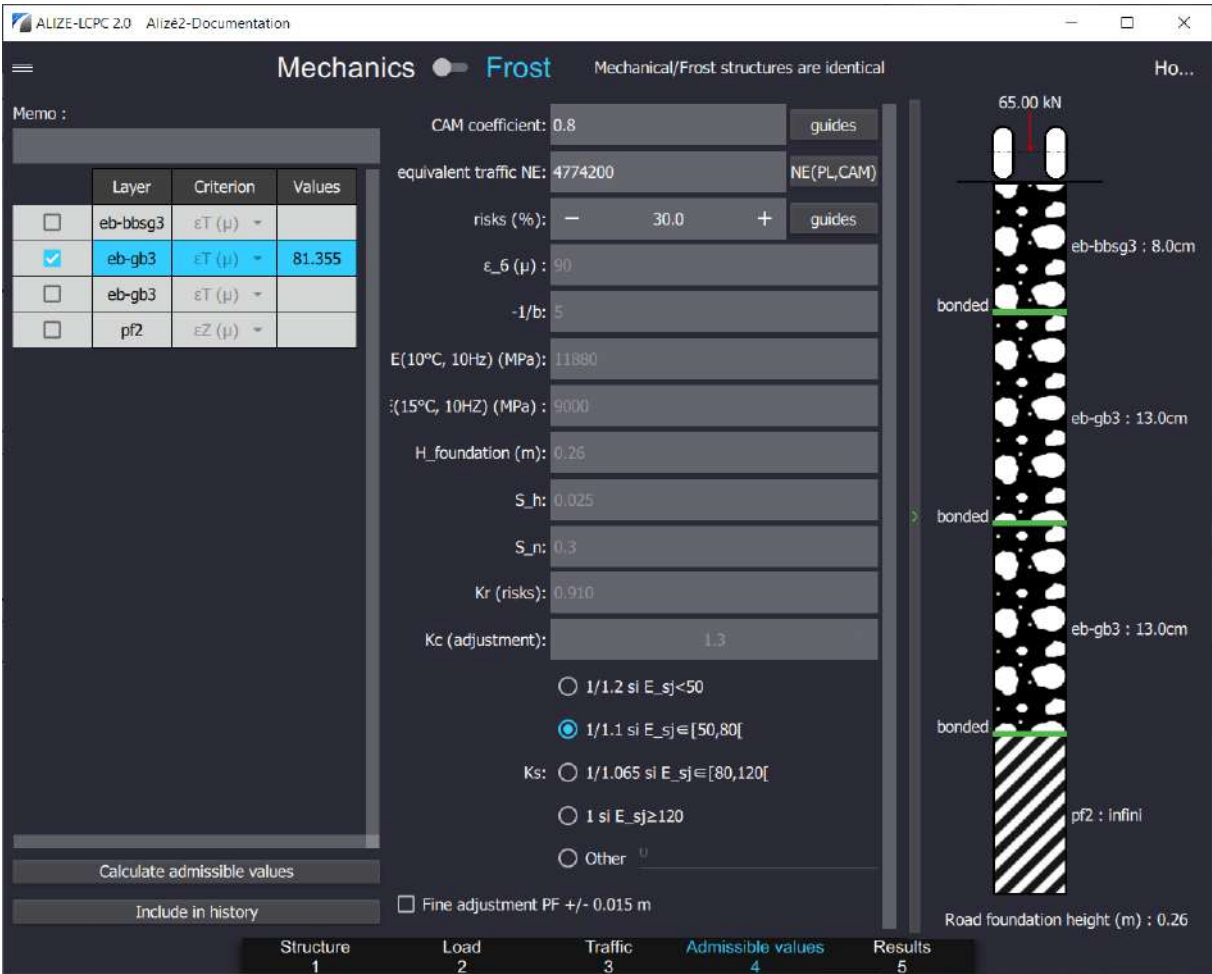 ALIZE-LCPC 2.0 Alizé2-Documentation
Mechanics Frost Mechanical/Frost structures are identical Ho...
Memo :
Layer Criterion Values
eb-bbsg3 εT (μ)
eb-gb3 εT (μ) 81.355
eb-gb3 εT (μ)
pf2 εZ (μ)
Calculate admissible values
Include in history
CAM coefficient: 0.8 guides
equivalent traffic NE: 4774200 NE(PL,CAM)
risks (%): − 30.0 + guides
ε_6 (μ) : 90
-1/b: 5
E(10°C, 10Hz) (MPa): 11880
E(15°C, 10HZ) (MPa) : 9000
H_foundation (m): 0.26
S_h: 0.025
S_n: 0.3
Kr (risks): 0.910
Kc (adjustment): 1.3
1/1.2 si E_sj<50
1/1.1 si E_sj∈[50,80[
Ks: 1/1.065 si E_sj∈[80,120[
1 si E_sj≥120
Other
Fine adjustment PF +/- 0.015 m
65.00 kN
eb-bbsg3 : 8.0cm
bonded
eb-gb3 : 13.0cm
bonded
eb-gb3 : 13.0cm
bonded
pf2 : infini
Road foundation height (m) : 0.26
Structure Load Traffic Admissible values Results
1 2 3 4 5